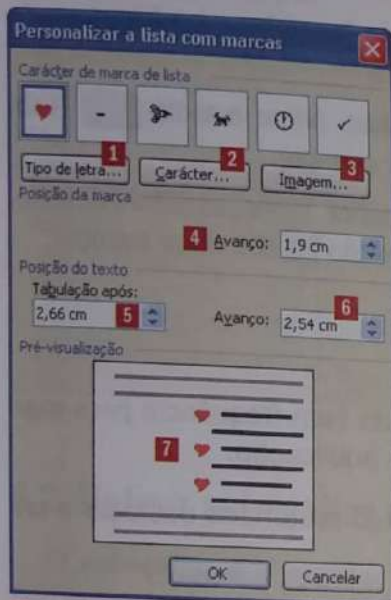 Personalizar a lista com marcas
Carácter de marca de lista
1 2 3
Tipo de letra... Carácter... Imagem...
Posição da marca
4 Avanço: 1,9 cm
Posição do texto
Tabulação após:
2,66 cm 5 Avanço: 2,54 cm 6
Pré-visualização
7
OK Cancelar